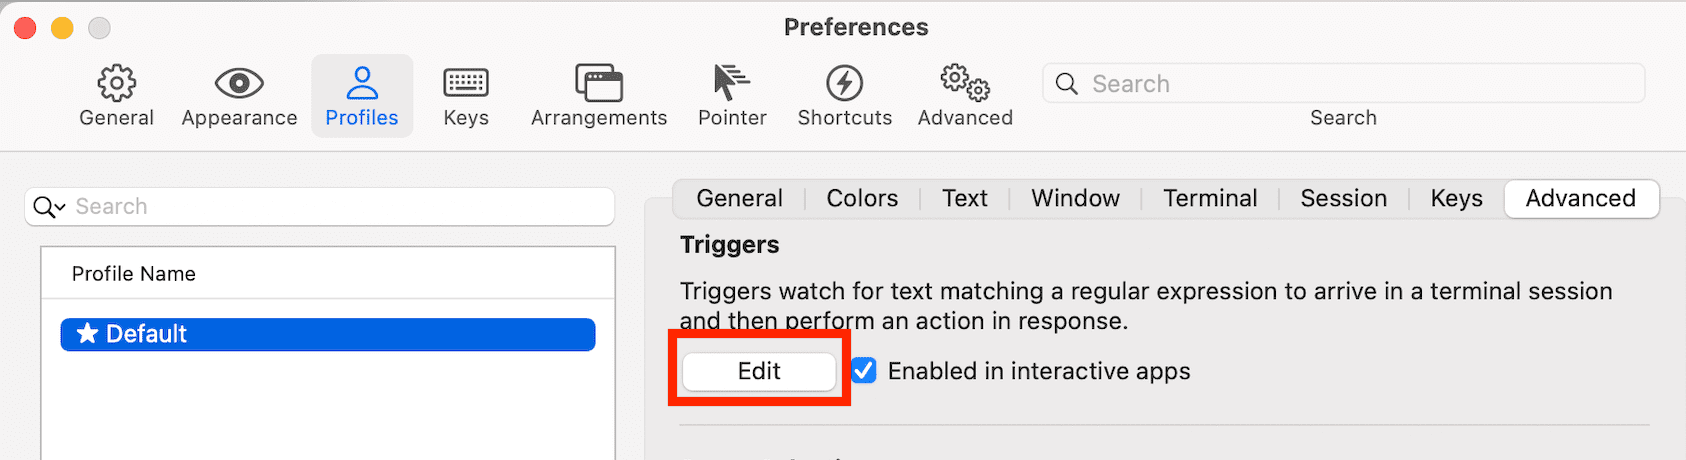 Preferences
General
Appearance
Profiles
Keys
Arrangements
Pointer
Shortcuts
Advanced
Search
Search
Search
Profile Name
Default
General
Colors
Text
Window
Terminal
Session
Keys
Advanced
Triggers
Triggers watch for text matching a regular expression to arrive in a terminal session
and then perform an action in response.
Edit
Enabled in interactive apps